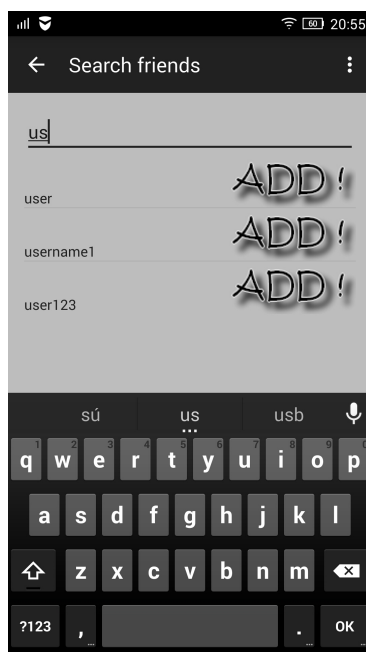 60 20:55
Search friends
us
ADD!
user
ADD!
username1
ADD!
user123
sú us usb
1 2 3 4 5 6 7 8 9 0
q w e r t y u i o p
a s d f g h j k l
z x c v b n m
?123 , ... . ... OK ...